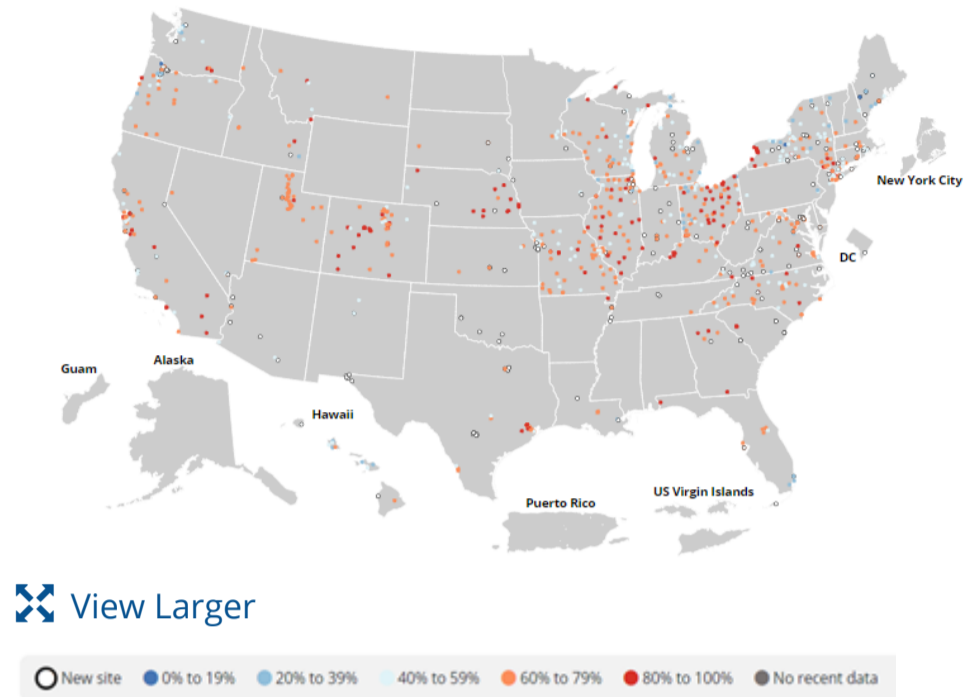 New York City
DC
Guam
Alaska
Hawaii
US Virgin Islands
Puerto Rico
View Larger
New site 0% to 19% 20% to 39% 40% to 59% 60% to 79% 80% to 100% No recent data